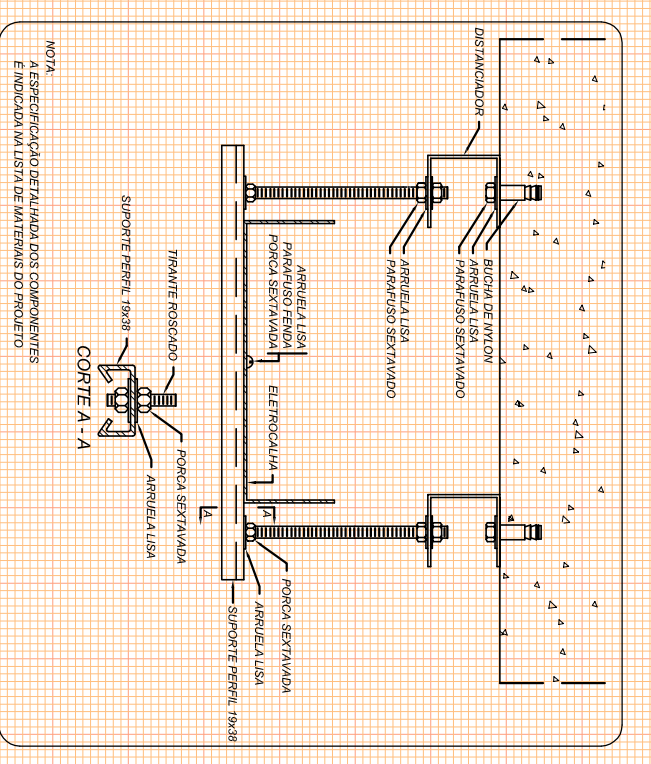 DISTANCIADOR
BUCHA DE NYLON
ARRUELA LISA
PARAFUSO SEXTAVADO
ARRUELA LISA
PARAFUSO SEXTAVADO
ARRUELA LISA
PARAFUSO FENDA
PORCA SEXTAVADA
ELETROCALHA
A
A
PORCA SEXTAVADA
ARRUELA LISA
SUPORTE PERFIL 19x38
TIRANTE ROSCADO
SUPORTE PERFIL 19x38
PORCA SEXTAVADA
ARRUELA LISA
CORTE A - A
NOTA:
A ESPECIFICAÇÃO DETALHADA DOS COMPONENTES
É INDICADA NA LISTA DE MATERIAIS DO PROJETO